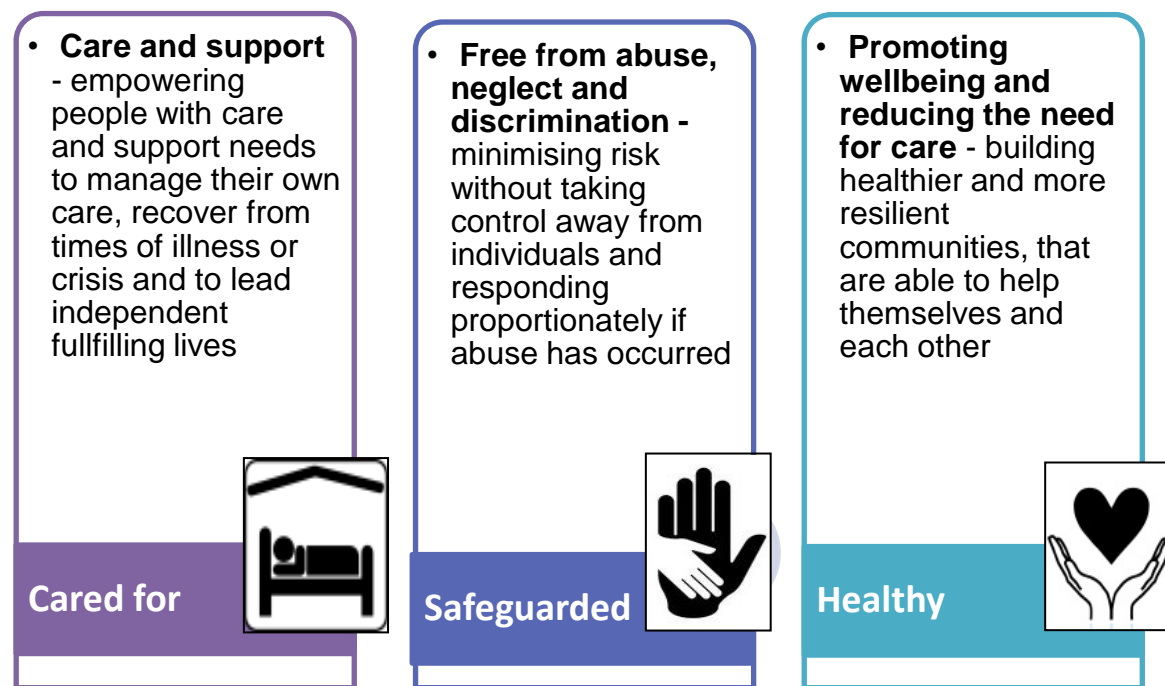 • Care and support
- empowering
people with care
and support needs
to manage their own
care, recover from
times of illness or
crisis and to lead
independent
fullfilling lives
Cared for
• Free from abuse,
neglect and
discrimination -
minimising risk
without taking
control away from
individuals and
responding
proportionately if
abuse has occurred
Safeguarded
• Promoting
wellbeing and
reducing the need
for care - building
healthier and more
resilient
communities, that
are able to help
themselves and
each other
Healthy